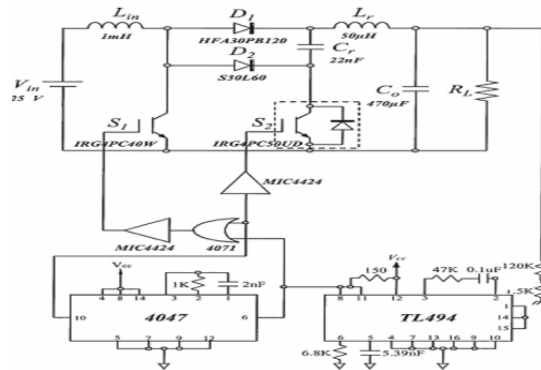 L_in
1mH
D_1
HFA30PB120
L_r
50μH
D_2
S30L60
C_r
22nF
V_in
25 V
S_1
IRG4PC40W
S_2
IRG4PC50UD
C_o
470μF
R_L
MIC4424
MIC4424
4071
Vcc
4 8 14
1K
2nF
3 2 1
10 4047 6
5 7 9 12
150
Vcc
47K
0.1uF
120K
1.5K
8 11 12 3 2
TL494
1
14
15
6 5 4 7 13 16 9 10
6.8K
5.39nF